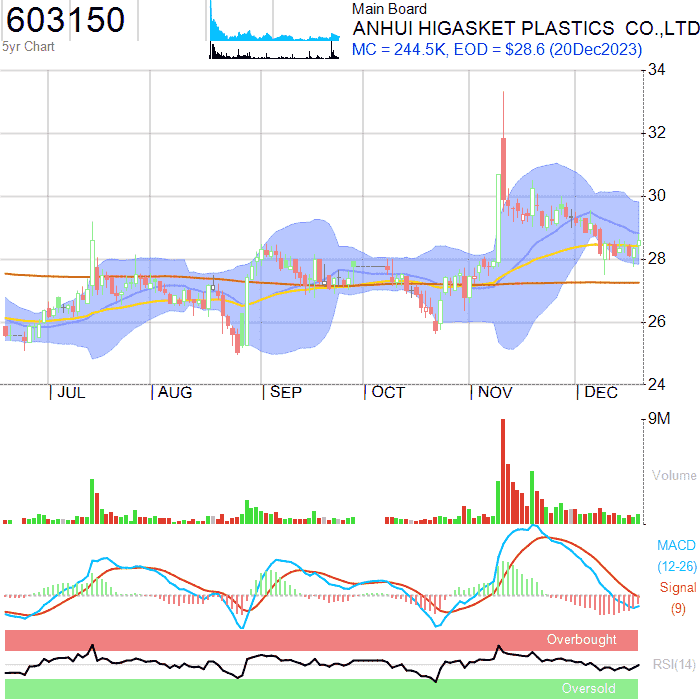 603150
5yr Chart
Main Board
ANHUI HIGASKET PLASTICS CO.,LTD
MC = 244.5K, EOD = $28.6 (20Dec2023)
34
32
30
28
26
24
JUL
AUG
SEP
OCT
NOV
DEC
9M
Volume
MACD
(12-26)
Signal
(9)
Overbought
RSI(14)
Oversold